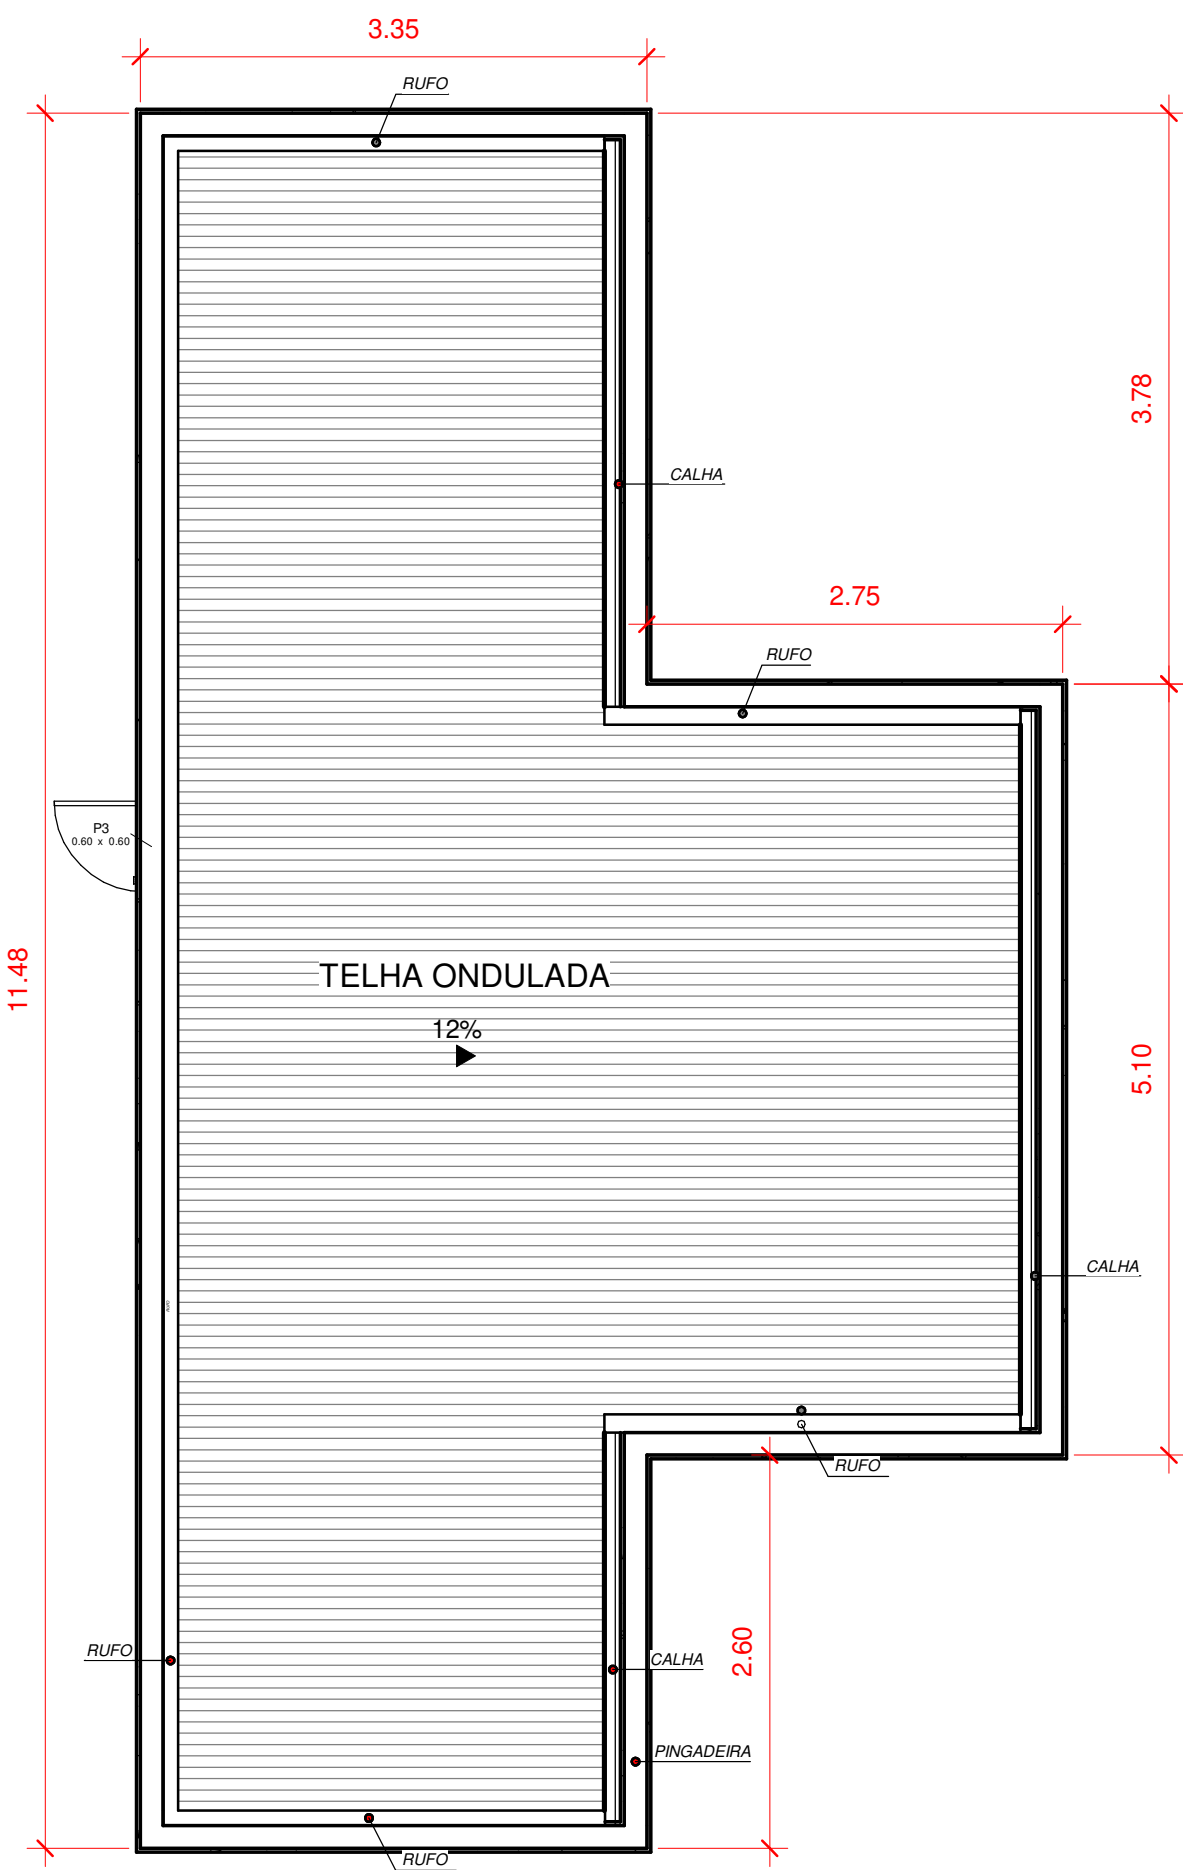 3.35
RUFO
3.78
CALHA
2.75
RUFO
P3
0.60 x 0.60
11.48
TELHA ONDULADA
12%
5.10
CALHA
RUFO
RUFO
RUFO
2.60
CALHA
PINGADEIRA
RUFO